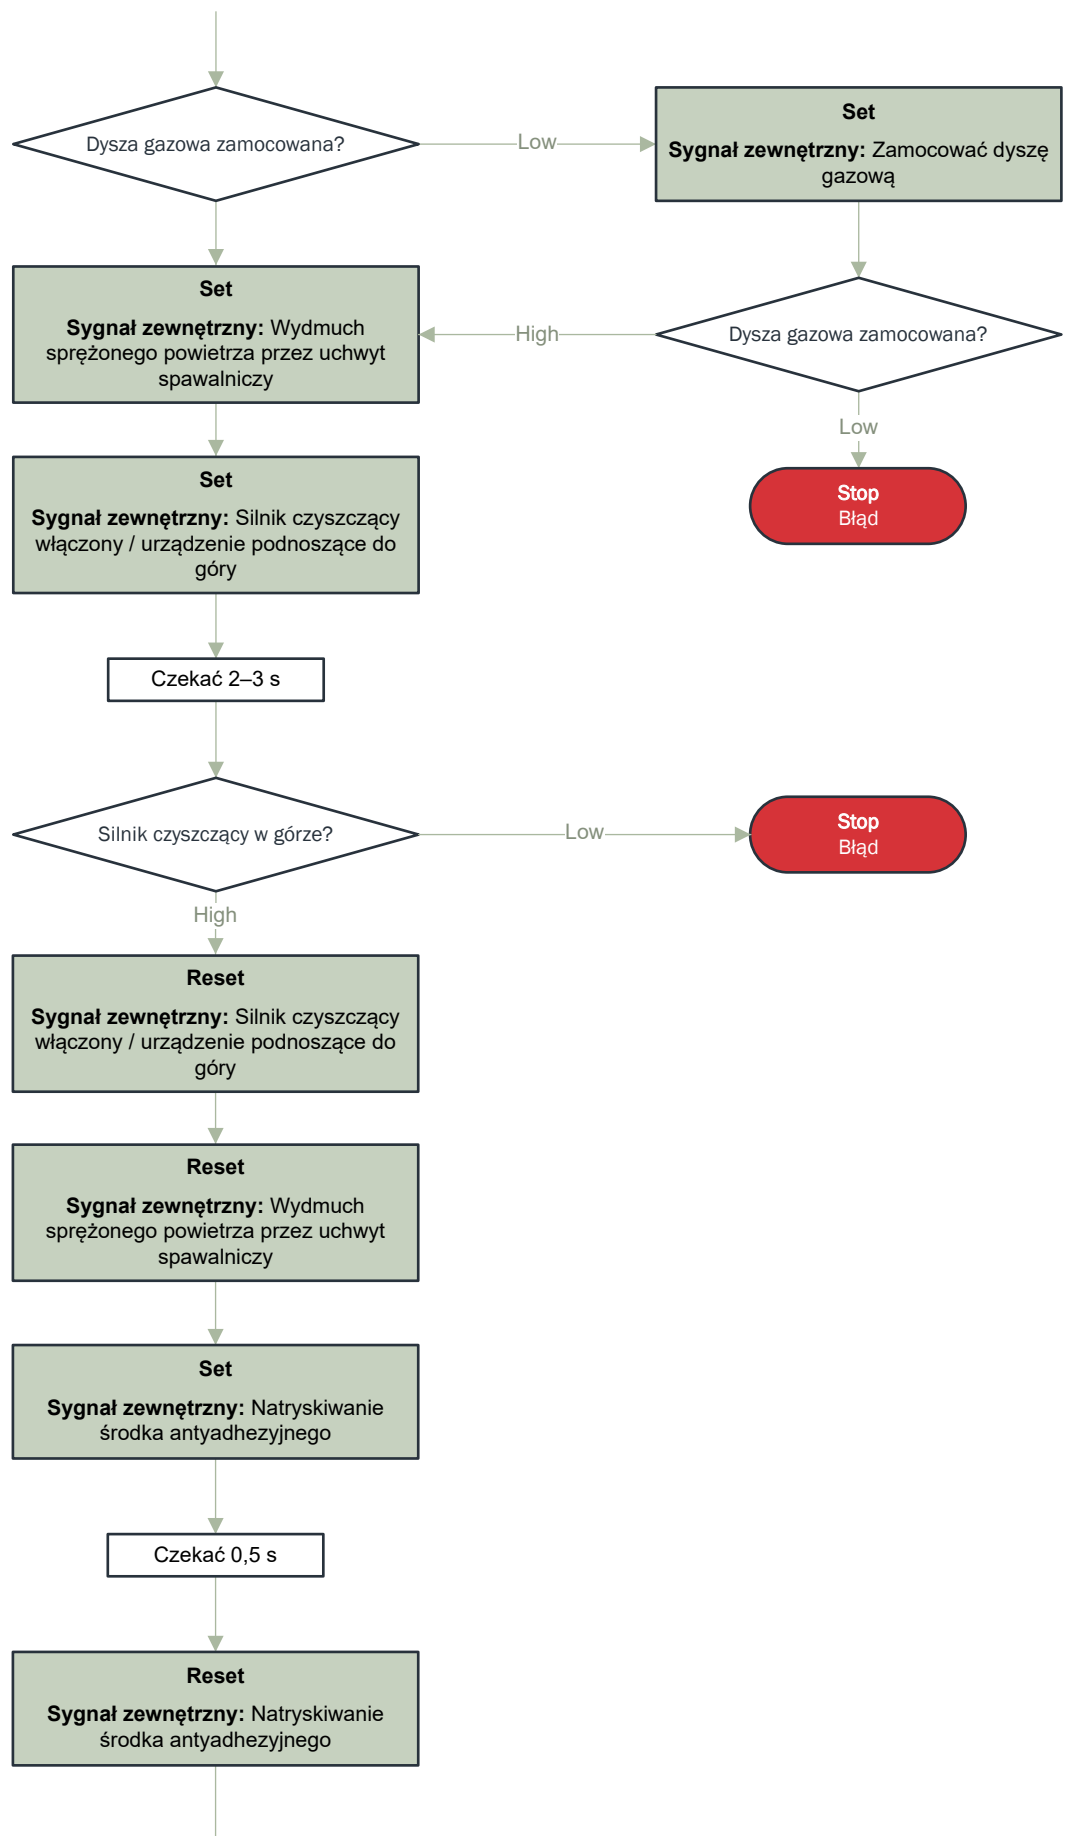 Dysza gazowa zamocowana?
Low
Set
Sygnał zewnętrzny: Zamocować dyszę
gazową
Set
Sygnał zewnętrzny: Wydmuch
sprężonego powietrza przez uchwyt
spawalniczy
High
Dysza gazowa zamocowana?
Low
Stop
Błąd
Set
Sygnał zewnętrzny: Silnik czyszczący
włączony / urządzenie podnoszące do
góry
Czekać 2–3 s
Silnik czyszczący w górze?
Low
Stop
Błąd
High
Reset
Sygnał zewnętrzny: Silnik czyszczący
włączony / urządzenie podnoszące do
góry
Reset
Sygnał zewnętrzny: Wydmuch
sprężonego powietrza przez uchwyt
spawalniczy
Set
Sygnał zewnętrzny: Natryskiwanie
środka antyadhezyjnego
Czekać 0,5 s
Reset
Sygnał zewnętrzny: Natryskiwanie
środka antyadhezyjnego